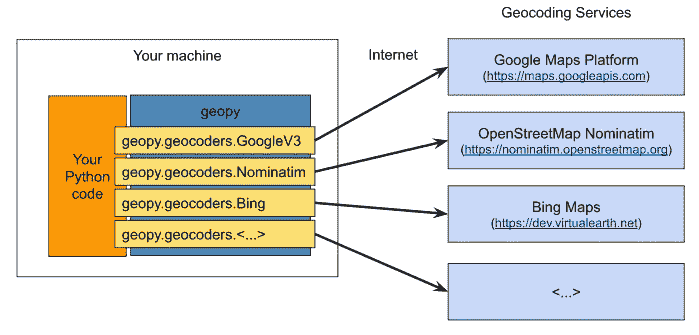 Geocoding Services
Your machine
Internet
Google Maps Platform
(https://maps.googleapis.com)
geopy
geopy.geocoders.GoogleV3
OpenStreetMap Nominatim
(https://nominatim.openstreetmap.org)
Your
Python
code
geopy.geocoders.Nominatim
geopy.geocoders.Bing
Bing Maps
(https://dev.virtualearth.net)
geopy.geocoders.<...>
<...>